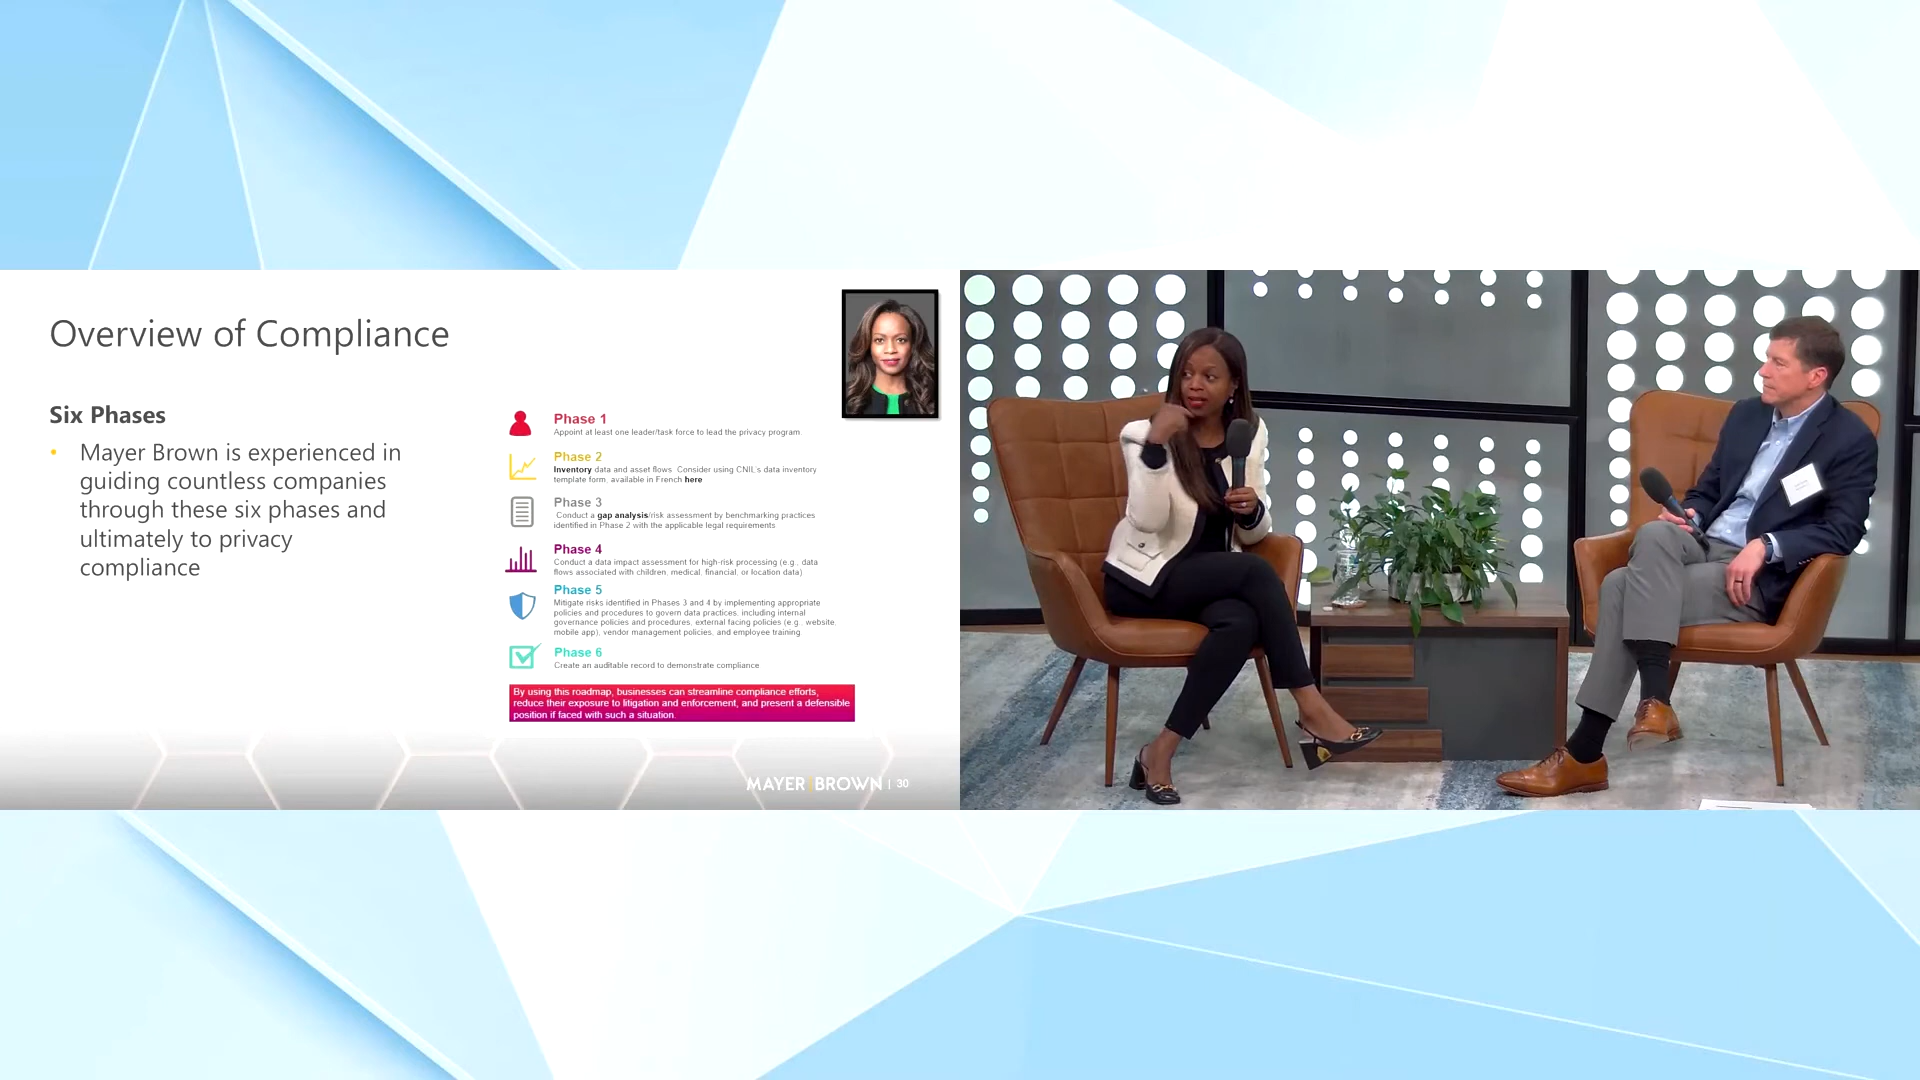 Overview of Compliance
Six Phases
• Mayer Brown is experienced in
guiding countless companies
through these six phases and
ultimately to privacy
compliance
Phase 1
Appoint at least one leader/task force to lead the privacy program.
Phase 2
Inventory data and asset flows. Consider using CNIL's data inventory
template form, available in French here
Phase 3
Conduct a gap analysis/risk assessment by benchmarking practices
identified in Phase 2 with the applicable legal requirements
Phase 4
Conduct a data impact assessment for high-risk processing (e.g., data
flows associated with children, medical, financial, or location data)
Phase 5
Mitigate risks identified in Phases 3 and 4 by implementing appropriate
policies and procedures to govern data practices, including internal
governance policies and procedures, external facing policies (e.g., website,
mobile app), vendor management policies, and employee training
Phase 6
Create an auditable record to demonstrate compliance
By using this roadmap, businesses can streamline compliance efforts,
reduce their exposure to litigation and enforcement, and present a defensible
position if faced with such a situation.
MAYER BROWN | 30